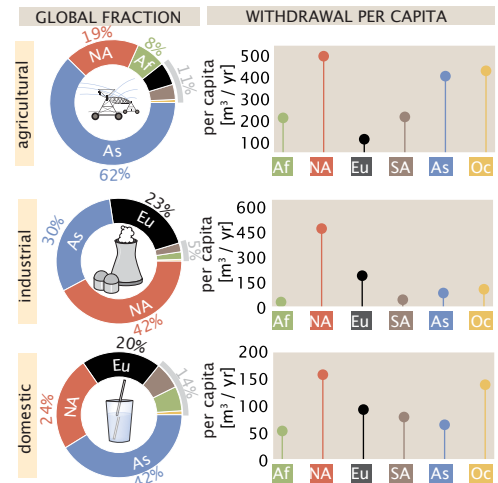 GLOBAL FRACTION
WITHDRAWAL PER CAPITA
agricultural
19%
8%
11%
NA
Af
As
62%
per capita
[m³ / yr]
500
400
300
200
100
Af NA Eu SA As Oc
industrial
30%
23%
5%
As
Eu
NA
42%
per capita
[m³ / yr]
600
450
300
150
0
Af NA Eu SA As Oc
domestic
20%
14%
24%
Eu
NA
As
42%
per capita
[m³ / yr]
200
150
100
50
0
Af NA Eu SA As Oc